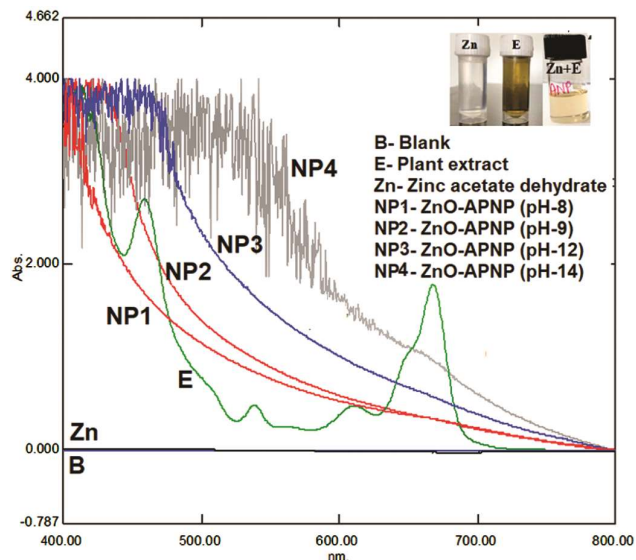 4.662
4.000
2.000
0.000
-0.787
Abs.
400.00
500.00
600.00
700.00
800.00
nm.
Zn
E
Zn+E
ANP
B- Blank
E- Plant extract
Zn- Zinc acetate dehydrate
NP1- ZnO-APNP (pH-8)
NP2- ZnO-APNP (pH-9)
NP3- ZnO-APNP (pH-12)
NP4- ZnO-APNP (pH-14)
NP4
NP3
NP2
NP1
E
Zn
B